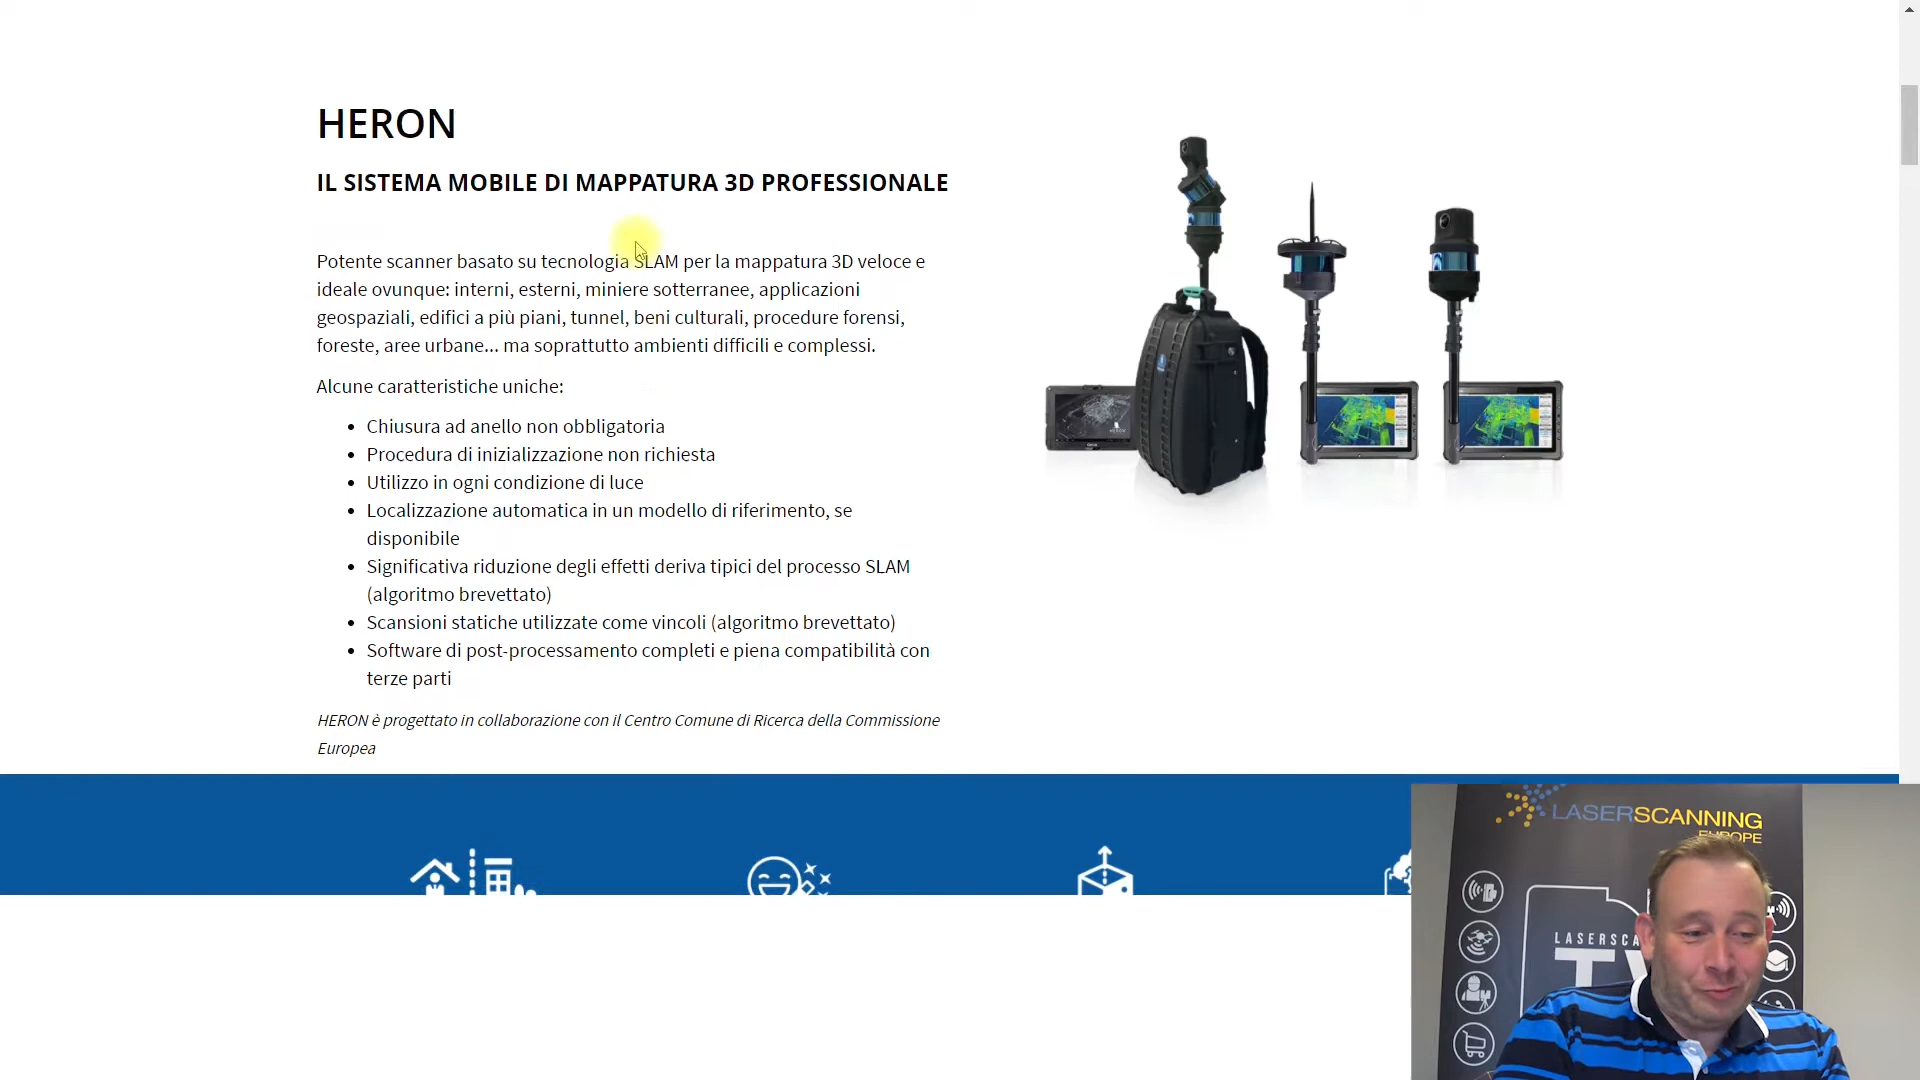 HERON
IL SISTEMA MOBILE DI MAPPATURA 3D PROFESSIONALE
Potente scanner basato su tecnologia SLAM per la mappatura 3D veloce e
ideale ovunque: interni, esterni, miniere sotterranee, applicazioni
geospaziali, edifici a più piani, tunnel, beni culturali, procedure forensi,
foreste, aree urbane... ma soprattutto ambienti difficili e complessi.
Alcune caratteristiche uniche:
• Chiusura ad anello non obbligatoria
• Procedura di inizializzazione non richiesta
• Utilizzo in ogni condizione di luce
• Localizzazione automatica in un modello di riferimento, se
disponibile
• Significativa riduzione degli effetti deriva tipici del processo SLAM
(algoritmo brevettato)
• Scansioni statiche utilizzate come vincoli (algoritmo brevettato)
• Software di post-processamento completi e piena compatibilità con
terze parti
HERON è progettato in collaborazione con il Centro Comune di Ricerca della Commissione
Europea
LASERSCANNING
EUROPE
LASERSCA